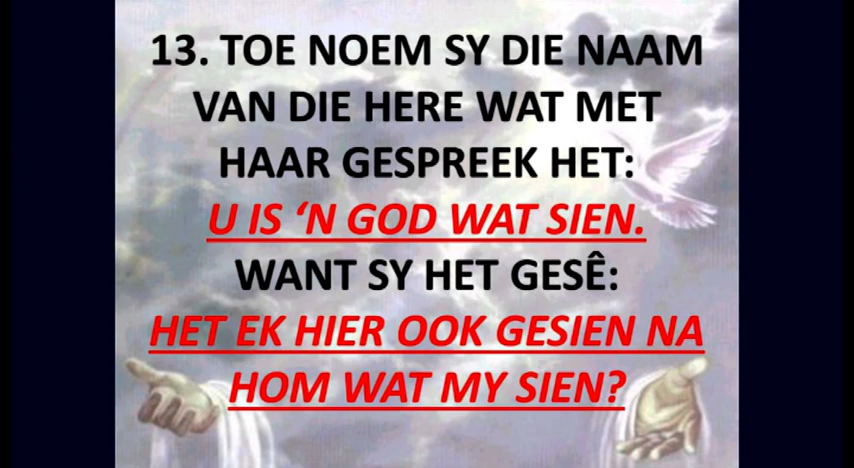 13. TOE NOEM SY DIE NAAM
VAN DIE HERE WAT MET
HAAR GESPREEK HET:
U IS ‘N GOD WAT SIEN.
WANT SY HET GESÊ:
HET EK HIER OOK GESIEN NA
HOM WAT MY SIEN?